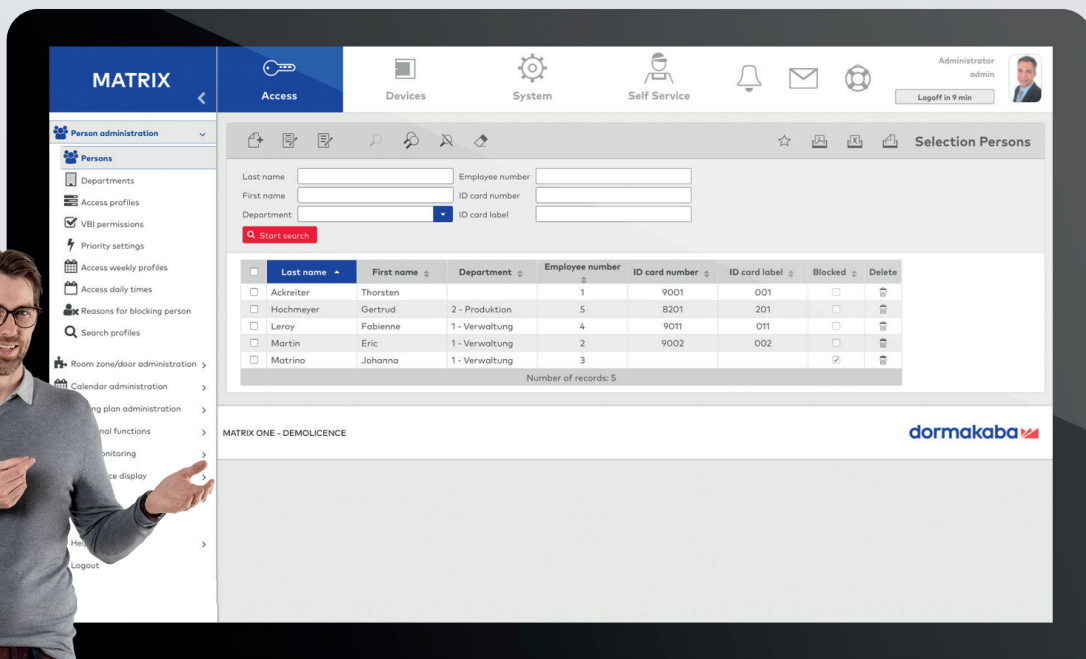 MATRIX
Access
Devices
System
Self Service
Administrator
admin
Logoff in 9 min
Person administration
Persons
Departments
Access profiles
VBI permissions
Priority settings
Access weekly profiles
Access daily times
Reasons for blocking person
Search profiles
Room zone/door administration
Calendar administration
plan administration
functions
display
Logout
Selection Persons
Last name Employee number
First name ID card number
Department ID card label
Start search
Last name First name Department Employee number ID card number ID card label Blocked Delete
Ackreiter Thorsten 1 9001 001
Hochmeyer Gertrud 2 - Produktion 5 8201 201
Leroy Fabienne 1 - Verwaltung 4 9011 011
Martin Eric 1 - Verwaltung 2 9002 002
Matrino Johanna 1 - Verwaltung 3
Number of records: 5
MATRIX ONE - DEMOLICENCE
dormakaba